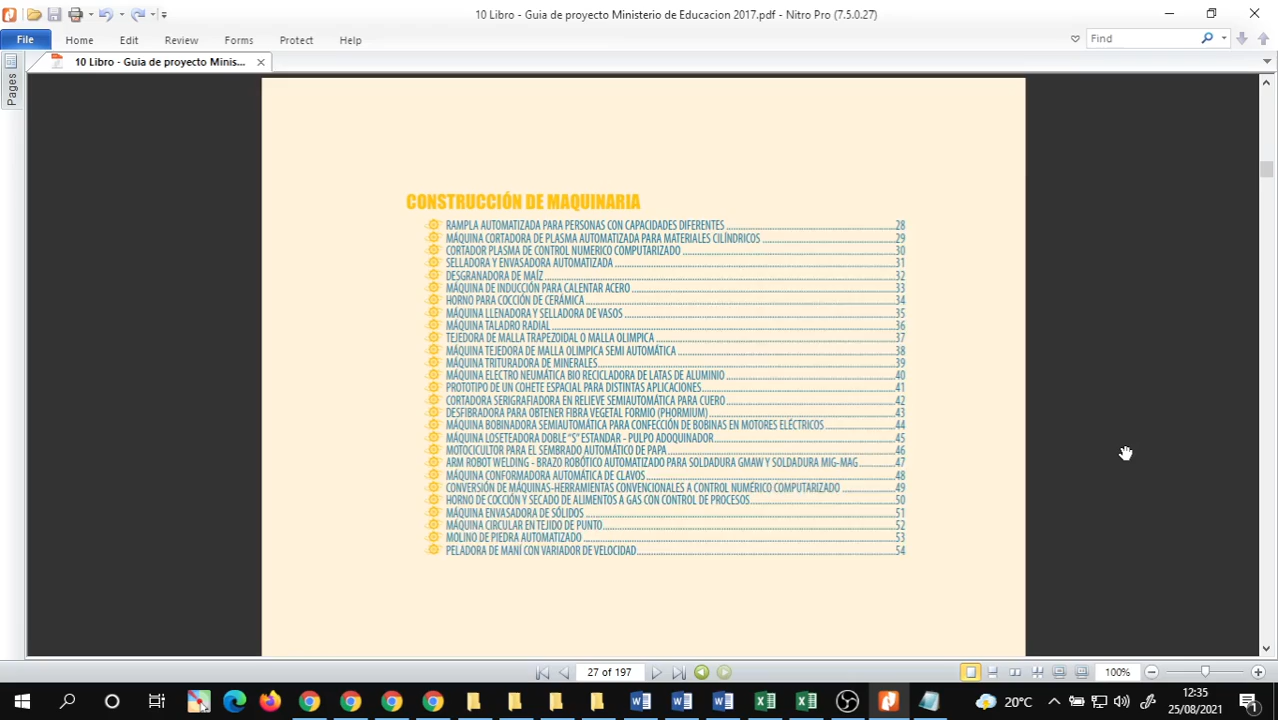 10 Libro - Guia de proyecto Ministerio de Educacion 2017.pdf - Nitro Pro (7.5.0.27)
File Home Edit Review Forms Protect Help Find
10 Libro - Guia de proyecto Minis...
Pages
CONSTRUCCIÓN DE MAQUINARIA
RAMPLA AUTOMATIZADA PARA PERSONAS CON CAPACIDADES DIFERENTES 28
MÁQUINA CORTADORA DE PLASMA AUTOMATIZADA PARA MATERIALES CILÍNDRICOS 29
CORTADOR PLASMA DE CONTROL NUMERICO COMPUTARIZADO 30
SELLADORA Y ENVASADORA AUTOMATIZADA 31
DESGRANADORA DE MAÍZ 32
MÁQUINA DE INDUCCIÓN PARA CALENTAR ACERO 33
HORNO PARA COCCIÓN DE CERÁMICA 34
MÁQUINA LLENADORA Y SELLADORA DE VASOS 35
MÁQUINA TALADRO RADIAL 36
TEJEDORA DE MALLA TRAPEZOIDAL O MALLA OLIMPICA 37
MÁQUINA TEJEDORA DE MALLA OLIMPICA SEMI AUTOMÁTICA 38
MÁQUINA TRITURADORA DE MINERALES 39
MÁQUINA ELECTRO NEUMÁTICA BIO RECICLADORA DE LATAS DE ALUMINIO 40
PROTOTIPO DE UN COHETE ESPACIAL PARA DISTINTAS APLICACIONES 41
CORTADORA SERIGRAFIADORA EN RELIEVE SEMIAUTOMÁTICA PARA CUERO 42
DESFIBRADORA PARA OBTENER FIBRA VEGETAL FORMIO (PHORMIUM) 43
MÁQUINA BOBINADORA SEMIAUTOMÁTICA PARA CONFECCIÓN DE BOBINAS EN MOTORES ELÉCTRICOS 44
MÁQUINA LOSETEADORA DOBLE "S" ESTANDAR - PULPO ADOQUINADOR 45
MOTOCICULTOR PARA EL SEMBRADO AUTOMÁTICO DE PAPA 46
ARM ROBOT WELDING - BRAZO ROBÓTICO AUTOMATIZADO PARA SOLDADURA GMAW Y SOLDADURA MIG-MAG 47
MÁQUINA CONFORMADORA AUTOMÁTICA DE CLAVOS 48
CONVERSIÓN DE MÁQUINAS-HERRAMIENTAS CONVENCIONALES A CONTROL NUMÉRICO COMPUTARIZADO 49
HORNO DE COCCIÓN Y SECADO DE ALIMENTOS A GAS CON CONTROL DE PROCESOS 50
MÁQUINA ENVASADORA DE SÓLIDOS 51
MÁQUINA CIRCULAR EN TEJIDO DE PUNTO 52
MOLINO DE PIEDRA AUTOMATIZADO 53
PELADORA DE MANÍ CON VARIADOR DE VELOCIDAD 54
27 of 197 100%
20°C 12:35
25/08/2021 1